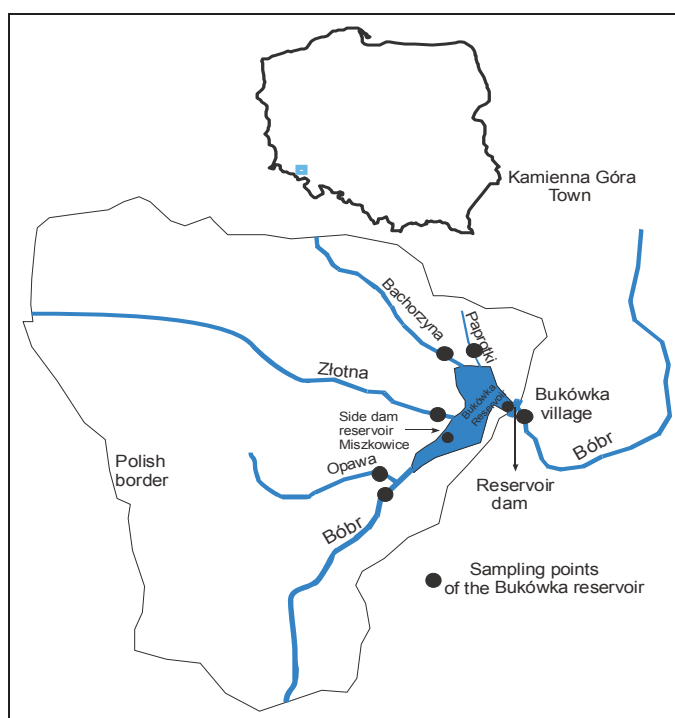 Kamienna Góra
Town
Bachorzyna
Paprotki
Złotna
Bukówka
Reservoir
Side dam
reservoir
Miszkowice
Bukówka
village
Bóbr
Opawa
Polish
border
Reservoir
dam
Bóbr
Sampling points
of the Bukówka reservoir